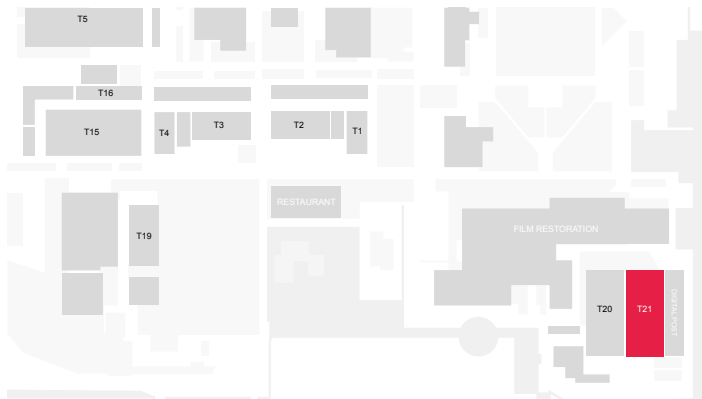 T5
T16
T15
T4
T3
T2
T1
RESTAURANT
T19
FILM RESTORATION
T20
T21
DIGITAL POST